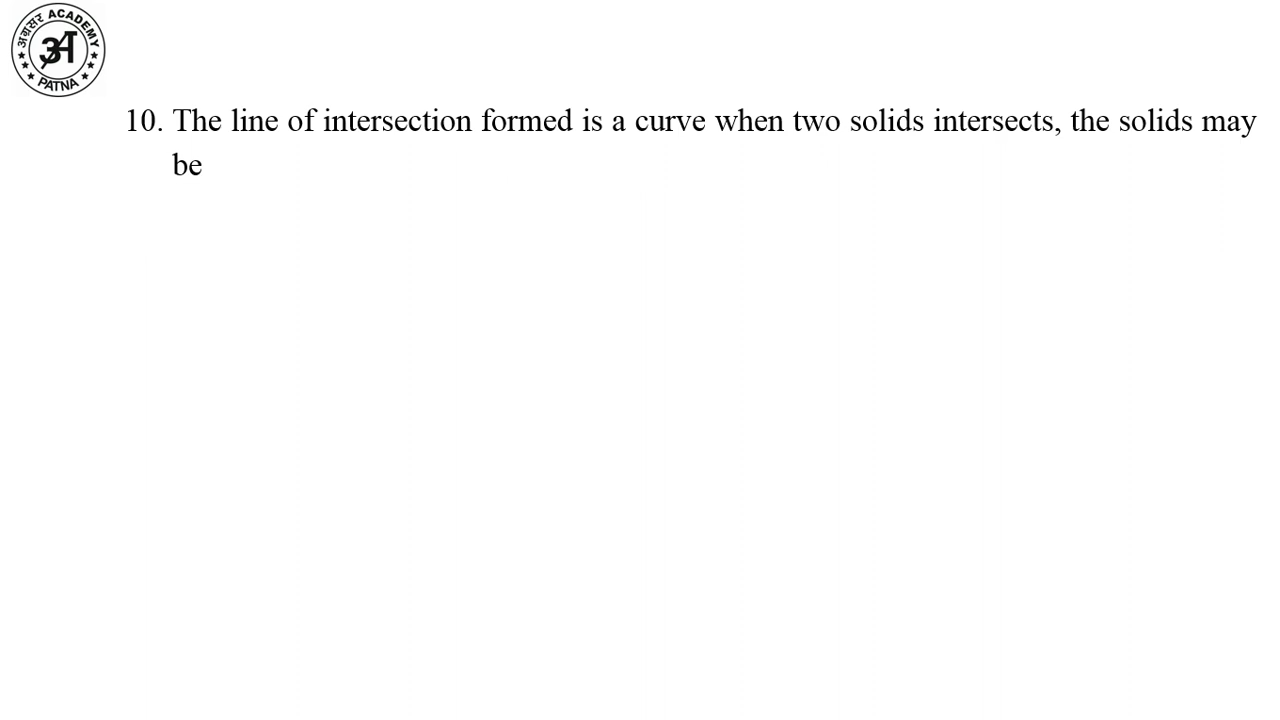 अग्रसर ACADEMY
अ
PATNA
10. The line of intersection formed is a curve when two solids intersects, the solids may
be